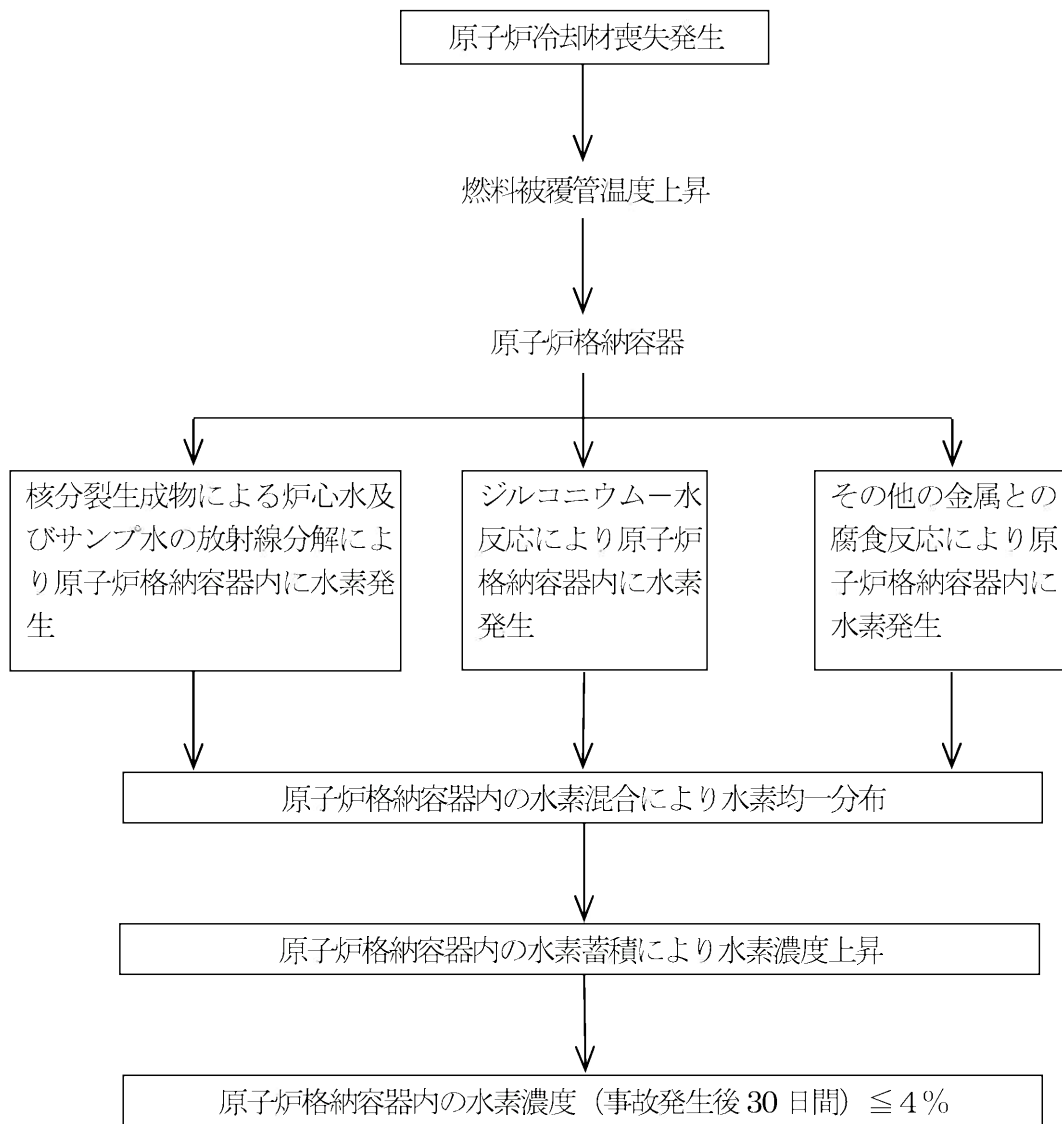 原子炉冷却材喪失発生
燃料被覆管温度上昇
原子炉格納容器
核分裂生成物による炉心水及
びサンプ水の放射線分解によ
り原子炉格納容器内に水素発
生
ジルコニウム－水
反応により原子炉
格納容器内に水素
発生
その他の金属との
腐食反応により原
子炉格納容器内に
水素発生
原子炉格納容器内の水素混合により水素均一分布
原子炉格納容器内の水素蓄積により水素濃度上昇
原子炉格納容器内の水素濃度（事故発生後 30 日間）≦４％